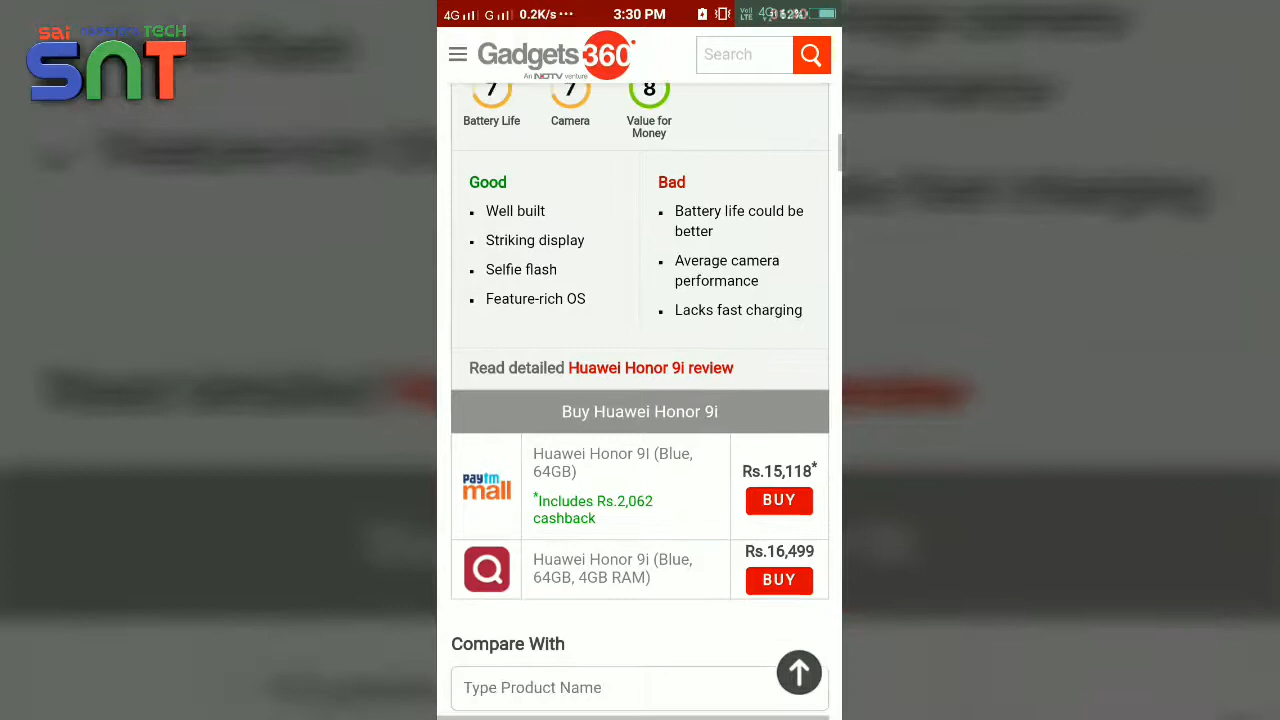 sai
TECH
SNT
4G G 0.2K/s ••• 3:30 PM
Gadgets 360
An NDTV venture
Search
7 7 8
Battery Life Camera Value for
Money
Good
▪ Well built
▪ Striking display
▪ Selfie flash
▪ Feature-rich OS
Bad
▪ Battery life could be
better
▪ Average camera
performance
▪ Lacks fast charging
Read detailed Huawei Honor 9i review
Buy Huawei Honor 9i
paytm
mall
Huawei Honor 9I (Blue,
64GB)
*Includes Rs.2,062
cashback
Rs.15,118*
BUY
Huawei Honor 9i (Blue,
64GB, 4GB RAM)
Rs.16,499
BUY
Compare With
Type Product Name